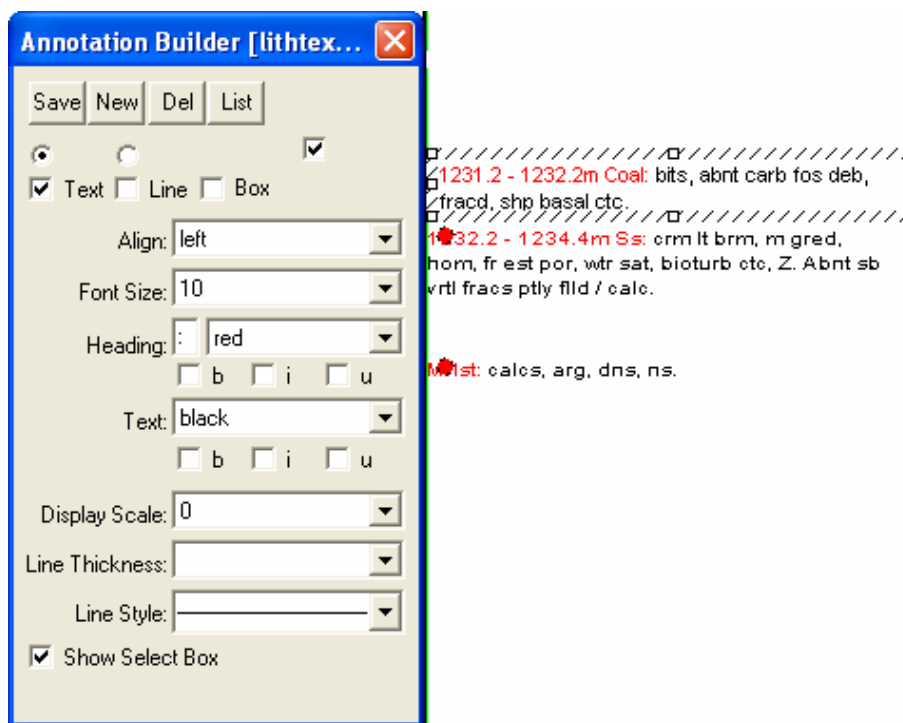 Annotation Builder [lithtex...
Save New Del List
Text Line Box
Align: left
Font Size: 10
Heading: : red
b i u
Text: black
b i u
Display Scale: 0
Line Thickness:
Line Style:
Show Select Box
1231.2 - 1232.2m Coal: bits, abnt carb fos deb,
fracd, shp basal ctc.
1232.2 - 1234.4m Ss: crm lt brm, m gred,
hom, fr est por, wtr sat, bioturb ctc, Z. Abnt sb
vrtl fracs ptly flld / calc.
calcs, arg, dns, ns.